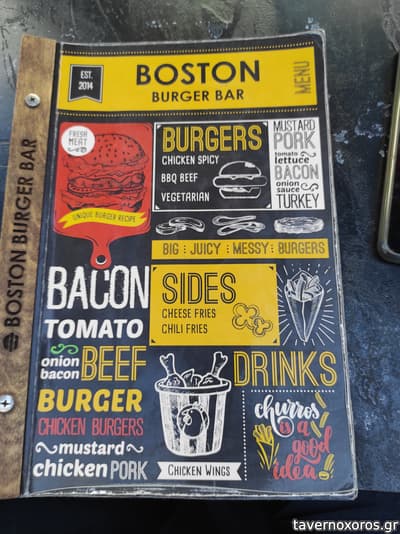 BOSTON BURGER BAR
EST.
2014
BOSTON
BURGER BAR
MENU
FRESH
MEAT
UNIQUE BURGER RECIPE
BURGERS
CHICKEN SPICY
BBQ BEEF
VEGETARIAN
MUSTARD
PORK
tomato
lettuce
BACON
onion
sauce
TURKEY
BIG : JUICY : MESSY : BURGERS
BACON
TOMATO
onion
bacon
BEEF
BURGER
CHICKEN BURGERS
mustard
chicken PORK
SIDES
CHEESE FRIES
CHILI FRIES
CHICKEN WINGS
DRINKS
churros
is a
good
idea
tavernoxoros.gr